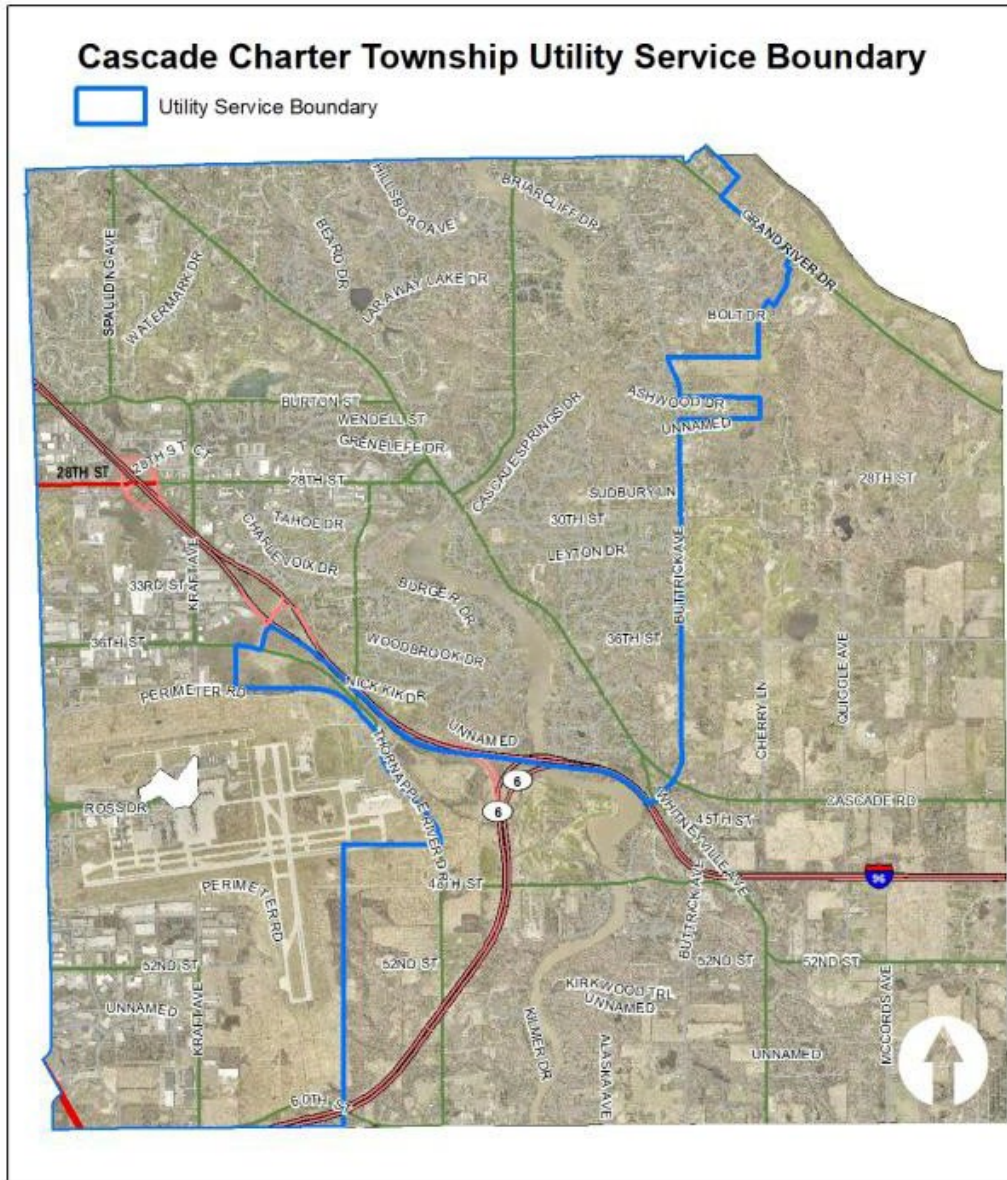 Cascade Charter Township Utility Service Boundary
Utility Service Boundary
HILLSBORO AVE
BRIARCLIFF DR
BEARD DR
GRAND RIVER DR
SPAULDING AVE
WATERMARK DR
LARAWAY LAKE DR
BOLT DR
BURTON ST
ASHWOOD DR
WENDELL ST
UNNAMED
CASCADE SPRINGS DR
GRENELEFE DR
28TH ST CT
28TH ST
28TH ST
28TH ST
SUDBURY LN
TAHOE DR
30TH ST
CHARLEVOIX DR
LEYTON DR
KRAFT AVE
33RD ST
BUTTRICK AVE
BURGER DR
36TH ST
WOODBROOK DR
36TH ST
QUIGGLE AVE
CHERRY LN
PERIMETER RD
NICK KIK DR
UNNAMED
THORNAPPLE RIVER DR
6
6
ROSS DR
WHITNEYVILLE AVE
CASCADE RD
45TH ST
96
48TH ST
PERIMETER RD
BUTTRICK AVE
52ND ST
52ND ST
52ND ST
52ND ST
KIRKWOOD TRL
UNNAMED
UNNAMED
KRAFT AVE
KILMER DR
ALASKA AVE
UNNAMED
MCCORDS AVE
60TH ST